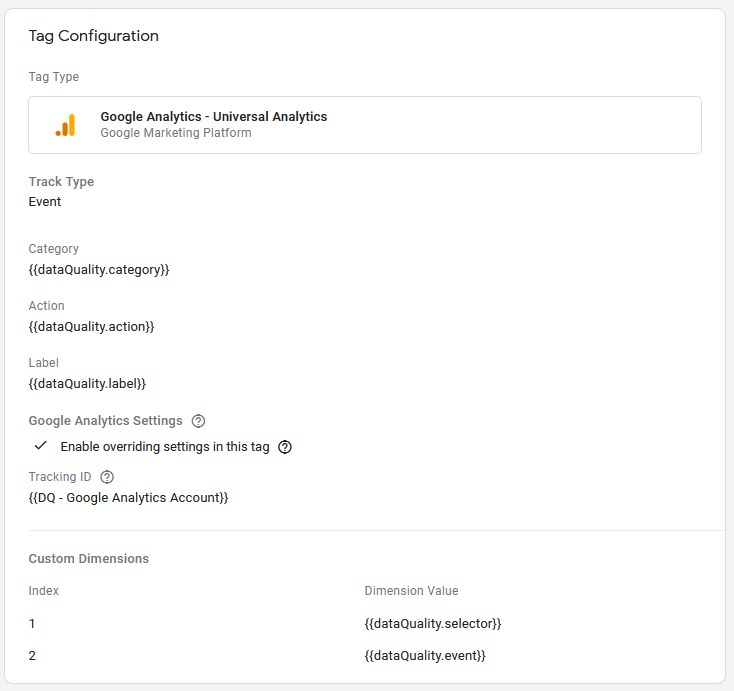 Tag Configuration
Tag Type
Google Analytics - Universal Analytics
Google Marketing Platform
Track Type
Event
Category
{{dataQuality.category}}
Action
{{dataQuality.action}}
Label
{{dataQuality.label}}
Google Analytics Settings
Enable overriding settings in this tag
Tracking ID
{{DQ - Google Analytics Account}}
Custom Dimensions
Index Dimension Value
1 {{dataQuality.selector}}
2 {{dataQuality.event}}